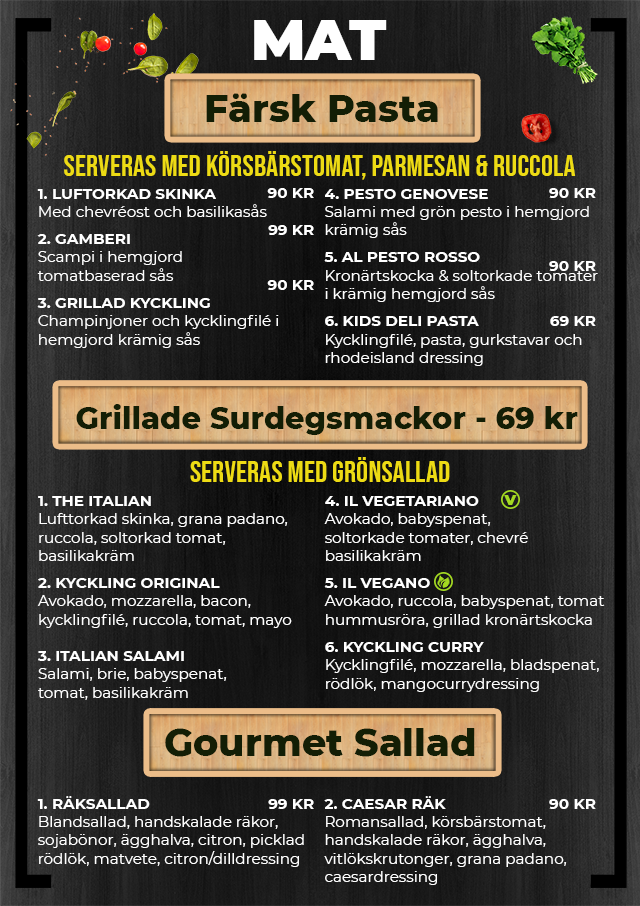 MAT
Färsk Pasta
SERVERAS MED KÖRSBÄRSTOMAT, PARMESAN & RUCCOLA
1. LUFTORKAD SKINKA 90 KR
Med chevréost och basilikasås
2. GAMBERI 99 KR
Scampi i hemgjord
tomatbaserad sås
3. GRILLAD KYCKLING 90 KR
Champinjoner och kycklingfilé i
hemgjord krämig sås
4. PESTO GENOVESE 90 KR
Salami med grön pesto i hemgjord
krämig sås
5. AL PESTO ROSSO 90 KR
Kronärtskocka & soltorkade tomater
i krämig hemgjord sås
6. KIDS DELI PASTA 69 KR
Kycklingfilé, pasta, gurkstavar och
rhodeisland dressing
Grillade Surdegsmackor - 69 kr
SERVERAS MED GRÖNSALLAD
1. THE ITALIAN
Lufttorkad skinka, grana padano,
ruccola, soltorkad tomat,
basilikakräm
2. KYCKLING ORIGINAL
Avokado, mozzarella, bacon,
kycklingfilé, ruccola, tomat, mayo
3. ITALIAN SALAMI
Salami, brie, babyspenat,
tomat, basilikakräm
4. IL VEGETARIANO V
Avokado, babyspenat,
soltorkade tomater, chevré
basilikakräm
5. IL VEGANO
Avokado, ruccola, babyspenat, tomat
hummusröra, grillad kronärtskocka
6. KYCKLING CURRY
Kycklingfilé, mozzarella, bladspenat,
rödlök, mangocurrydressing
Gourmet Sallad
1. RÄKSALLAD 99 KR
Blandsallad, handskalade räkor,
sojabönor, ägghalva, citron, picklad
rödlök, matvete, citron/dilldressing
2. CAESAR RÄK 90 KR
Romansallad, körsbärstomat,
handskalade räkor, ägghalva,
vitlökskrutonger, grana padano,
caesardressing